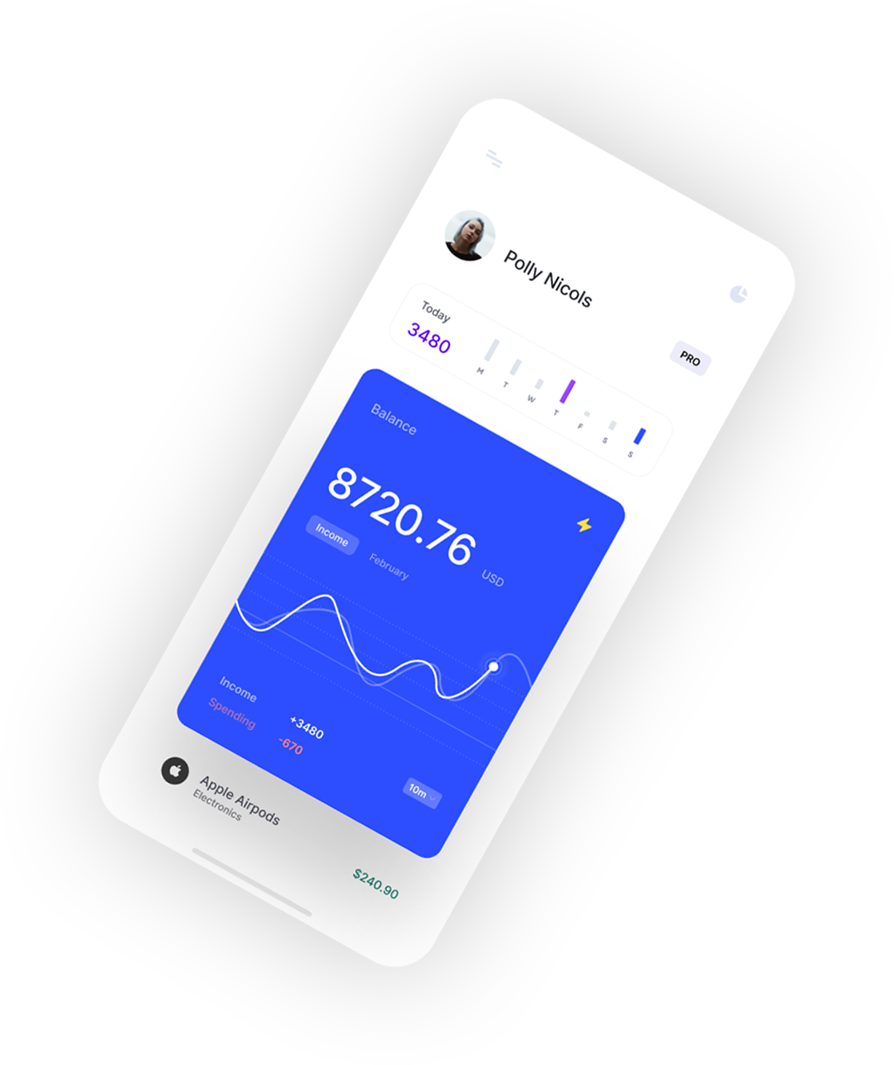 Polly Nicols
PRO
Today
3480
M T W T F S S
Balance
8720.76 USD
Income February
Income +3480
Spending -670
10m
Apple Airpods
Electronics
$240.90